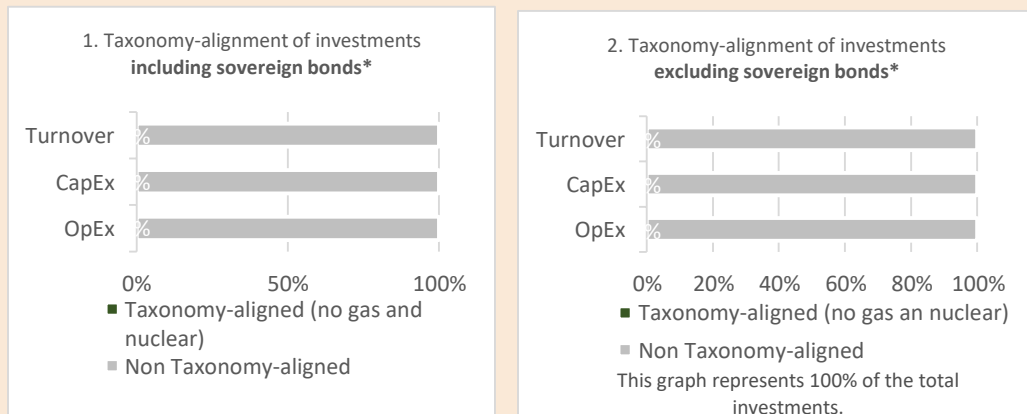 1. Taxonomy-alignment of investments
including sovereign bonds*
Turnover
%
CapEx
%
OpEx
%
0%
50%
100%
■ Taxonomy-aligned (no gas and
nuclear)
■ Non Taxonomy-aligned
2. Taxonomy-alignment of investments
excluding sovereign bonds*
Turnover
%
CapEx
%
OpEx
%
0%
20%
40%
60%
80%
100%
■ Taxonomy-aligned (no gas an nuclear)
■ Non Taxonomy-aligned
This graph represents 100% of the total
investments.